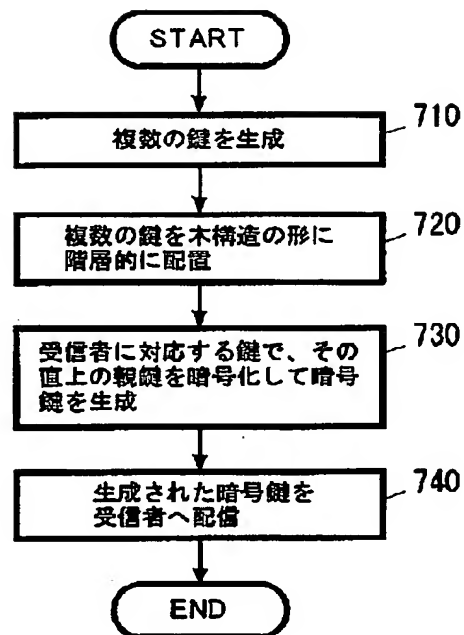 START
710
複数の鍵を生成
720
複数の鍵を木構造の形に
階層的に配置
730
受信者に対応する鍵で、その
直上の親鍵を暗号化して暗号
鍵を生成
740
生成された暗号鍵を
受信者へ配信
END